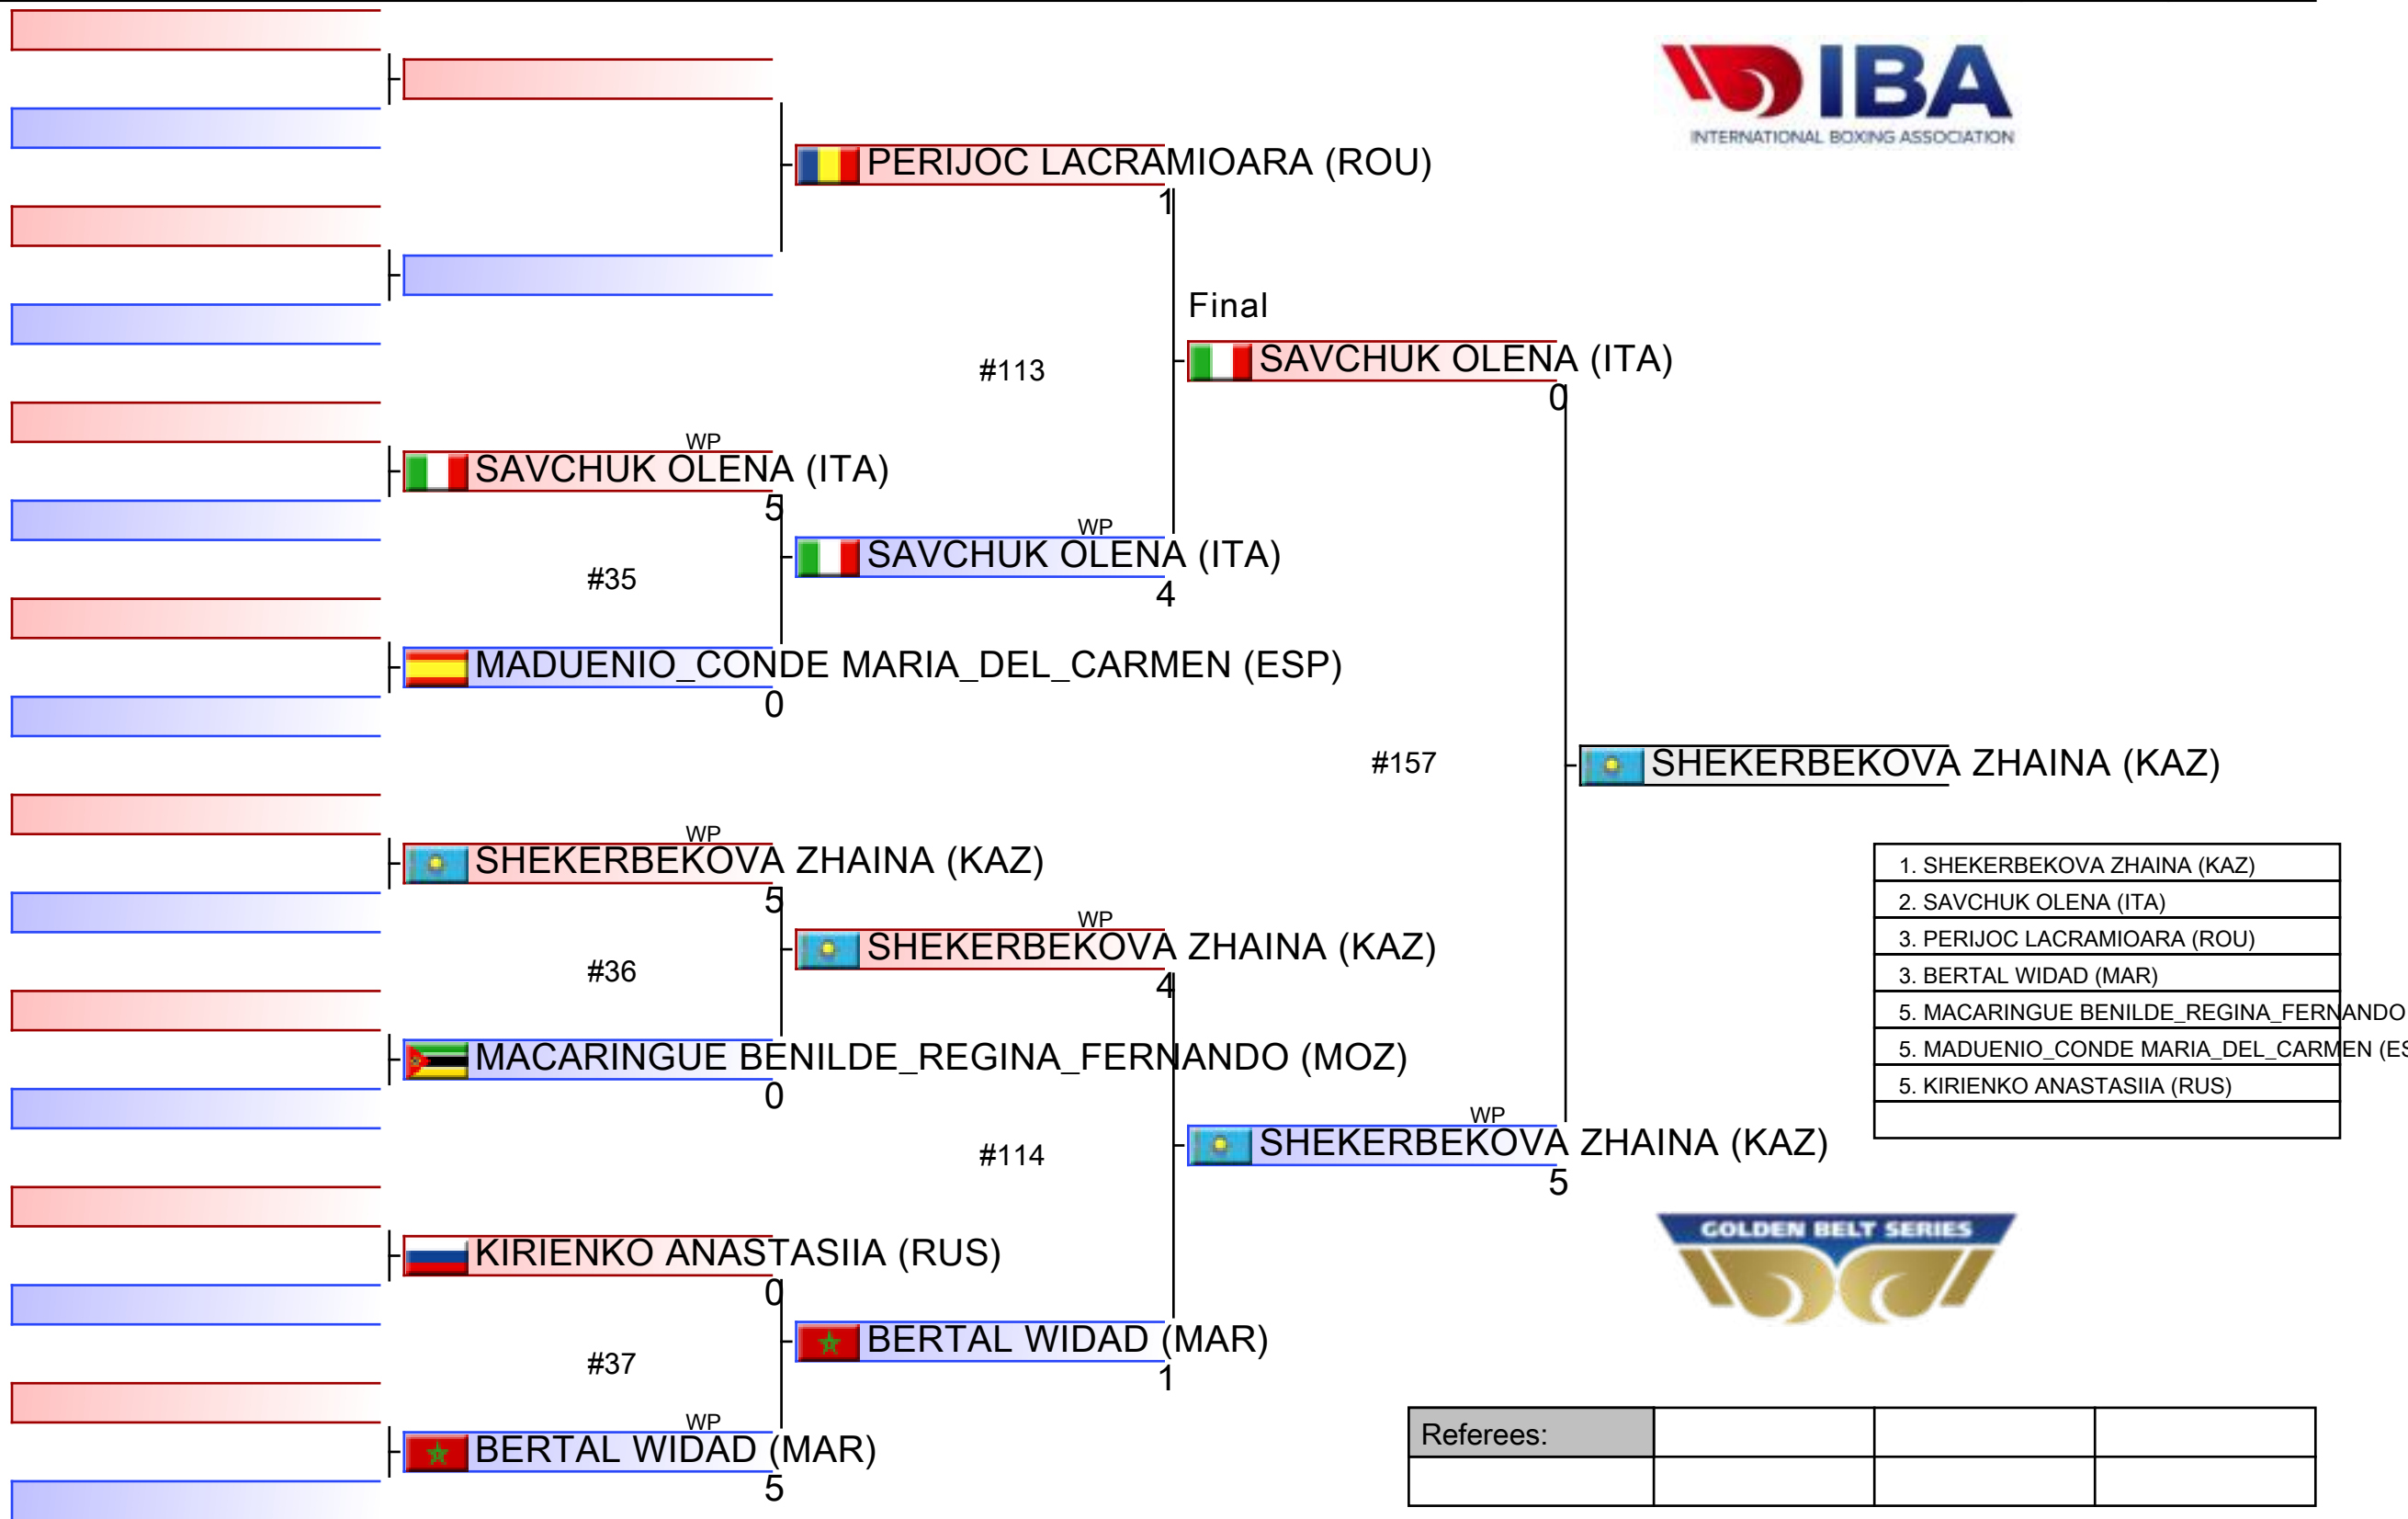 IBA
INTERNATIONAL BOXING ASSOCIATION
PERIJOC LACRAMIOARA (ROU)
1
Final
#113
SAVCHUK OLENA (ITA)
0
WP
SAVCHUK OLENA (ITA)
5
WP
SAVCHUK OLENA (ITA)
4
#35
MADUENIO_CONDE MARIA_DEL_CARMEN (ESP)
0
#157
SHEKERBEKOVA ZHAINA (KAZ)
WP
SHEKERBEKOVA ZHAINA (KAZ)
5
WP
SHEKERBEKOVA ZHAINA (KAZ)
4
#36
MACARINGUE BENILDE_REGINA_FERNANDO (MOZ)
0
1. SHEKERBEKOVA ZHAINA (KAZ)
2. SAVCHUK OLENA (ITA)
3. PERIJOC LACRAMIOARA (ROU)
3. BERTAL WIDAD (MAR)
5. MACARINGUE BENILDE_REGINA_FERNANDO
5. MADUENIO_CONDE MARIA_DEL_CARMEN (ES
5. KIRIENKO ANASTASIIA (RUS)
#114
WP
SHEKERBEKOVA ZHAINA (KAZ)
5
KIRIENKO ANASTASIIA (RUS)
0
GOLDEN BELT SERIES
#37
BERTAL WIDAD (MAR)
1
WP
BERTAL WIDAD (MAR)
5
Referees: